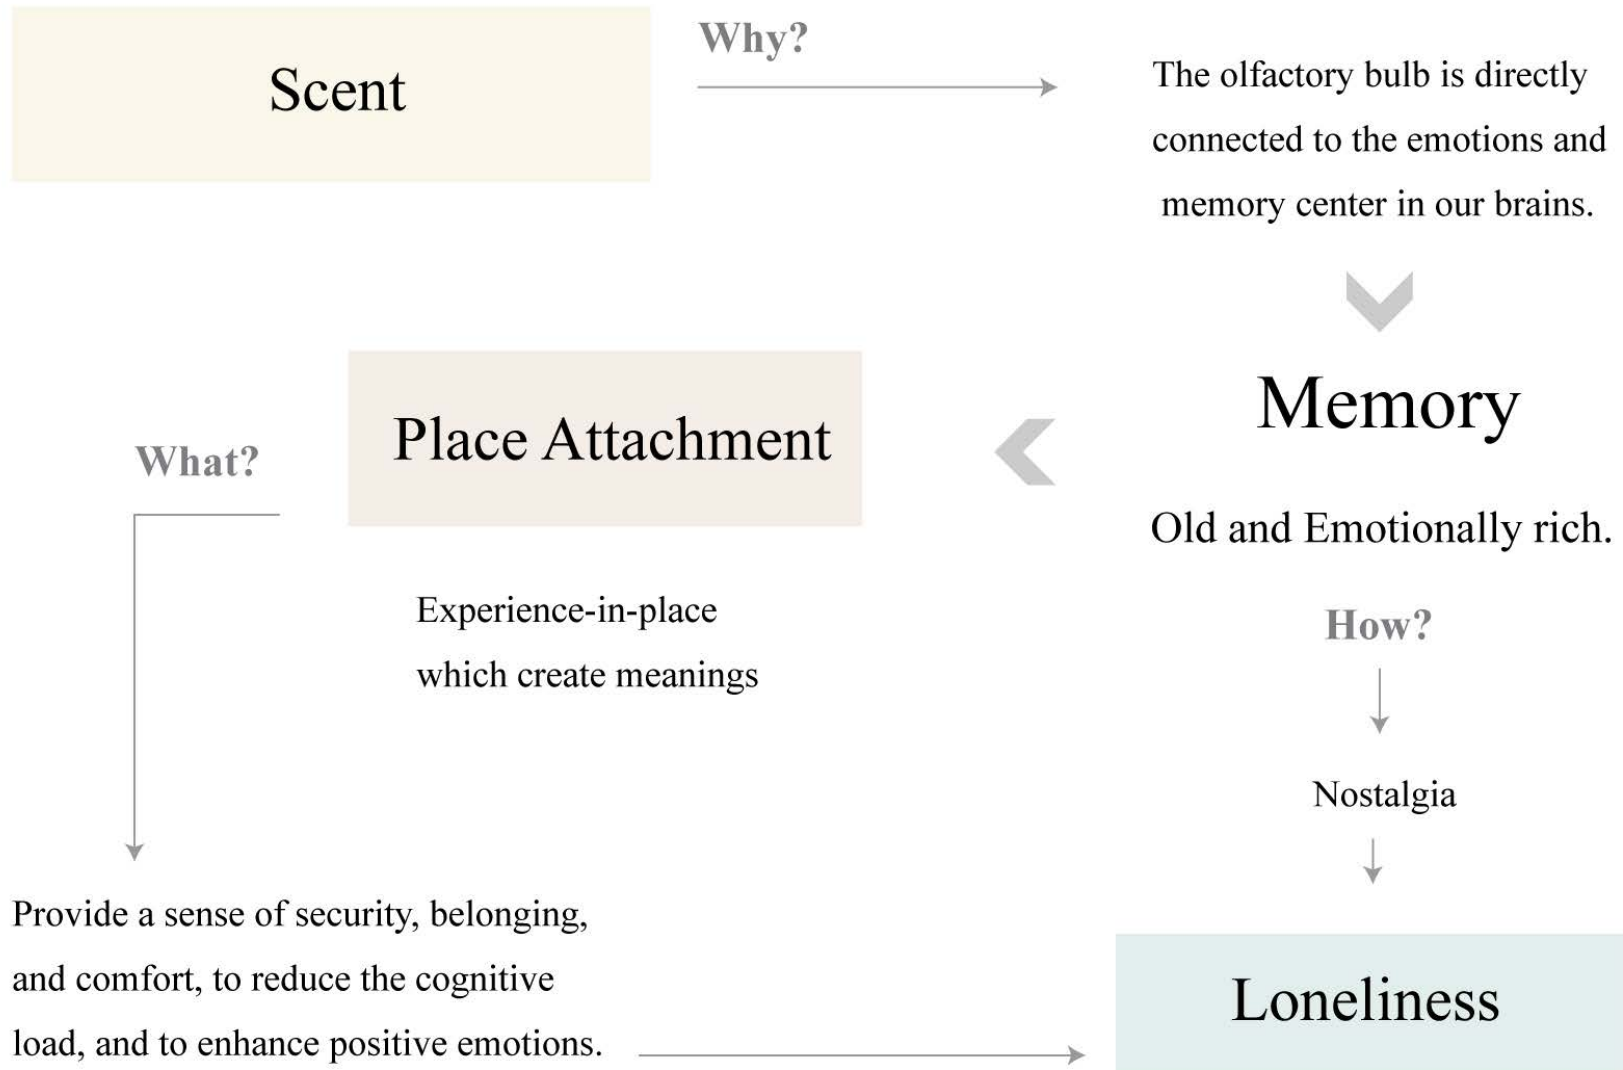 Scent
Why?
The olfactory bulb is directly
connected to the emotions and
memory center in our brains.
Memory
Old and Emotionally rich.
Place Attachment
Experience-in-place
which create meanings
What?
Provide a sense of security, belonging,
and comfort, to reduce the cognitive
load, and to enhance positive emotions.
How?
Nostalgia
Loneliness